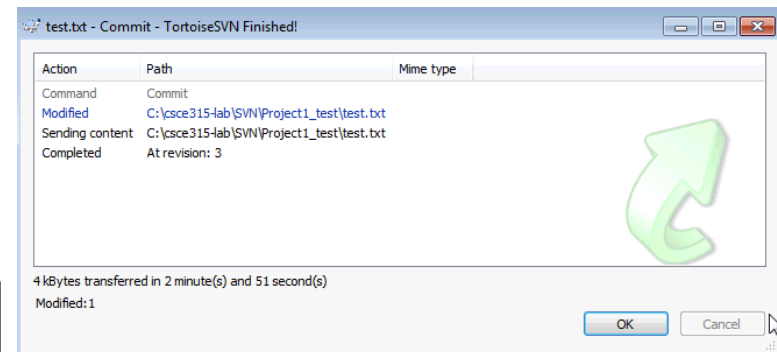 test.txt - Commit - TortoiseSVN Finished!
Action Path Mime type
Command Commit
Modified C:\csce315-lab\SVN\Project1_test\test.txt
Sending content C:\csce315-lab\SVN\Project1_test\test.txt
Completed At revision: 3
4 kBytes transferred in 2 minute(s) and 51 second(s)
Modified:1
OK Cancel